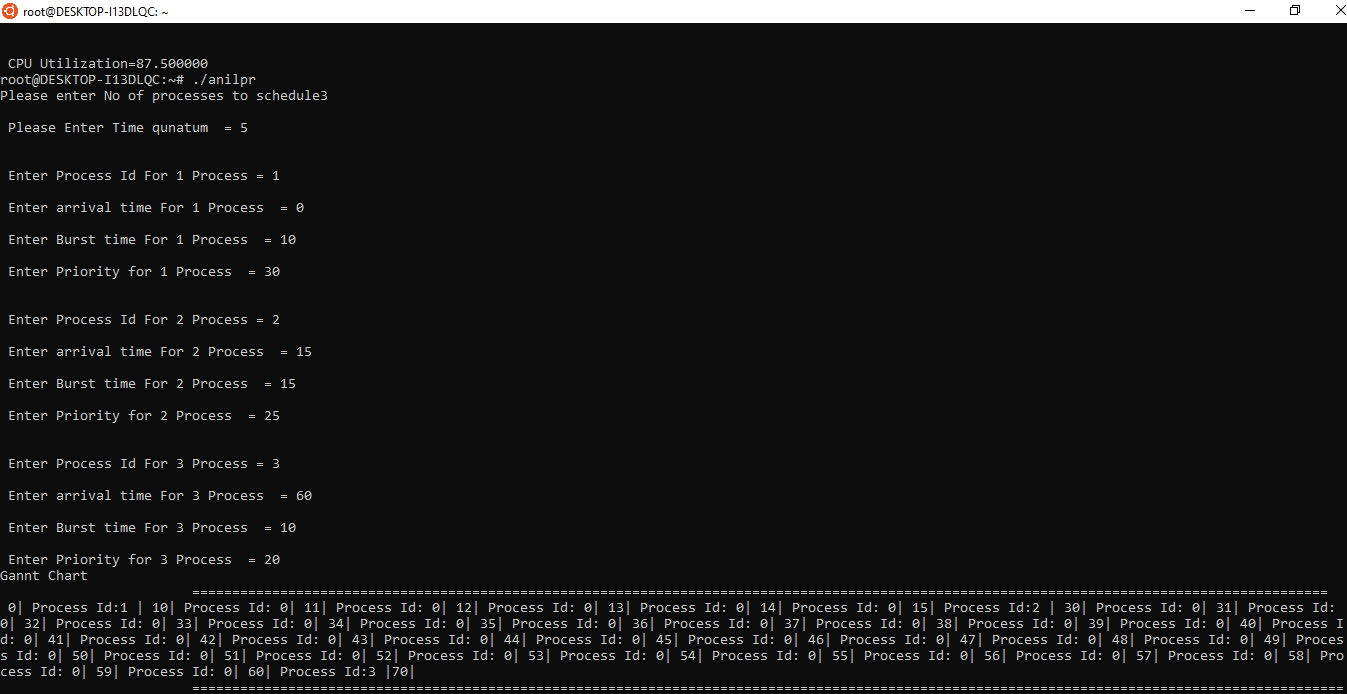 root@DESKTOP-I13DLQC: ~
CPU Utilization=87.500000
root@DESKTOP-I13DLQC:~# ./anilpr
Please enter No of processes to schedule3
Please Enter Time qunatum  = 5
Enter Process Id For 1 Process = 1
Enter arrival time For 1 Process  = 0
Enter Burst time For 1 Process  = 10
Enter Priority for 1 Process  = 30
Enter Process Id For 2 Process = 2
Enter arrival time For 2 Process  = 15
Enter Burst time For 2 Process  = 15
Enter Priority for 2 Process  = 25
Enter Process Id For 3 Process = 3
Enter arrival time For 3 Process  = 60
Enter Burst time For 3 Process  = 10
Enter Priority for 3 Process  = 20
Gannt Chart
==============================================================================================================================================
0| Process Id:1 | 10| Process Id: 0| 11| Process Id: 0| 12| Process Id: 0| 13| Process Id: 0| 14| Process Id: 0| 15| Process Id:2 | 30| Process Id: 0| 31| Process Id:
0| 32| Process Id: 0| 33| Process Id: 0| 34| Process Id: 0| 35| Process Id: 0| 36| Process Id: 0| 37| Process Id: 0| 38| Process Id: 0| 39| Process Id: 0| 40| Process I
d: 0| 41| Process Id: 0| 42| Process Id: 0| 43| Process Id: 0| 44| Process Id: 0| 45| Process Id: 0| 46| Process Id: 0| 47| Process Id: 0| 48| Process Id: 0| 49| Proces
s Id: 0| 50| Process Id: 0| 51| Process Id: 0| 52| Process Id: 0| 53| Process Id: 0| 54| Process Id: 0| 55| Process Id: 0| 56| Process Id: 0| 57| Process Id: 0| 58| Pro
cess Id: 0| 59| Process Id: 0| 60| Process Id:3 |70|
================================================================================================================================================